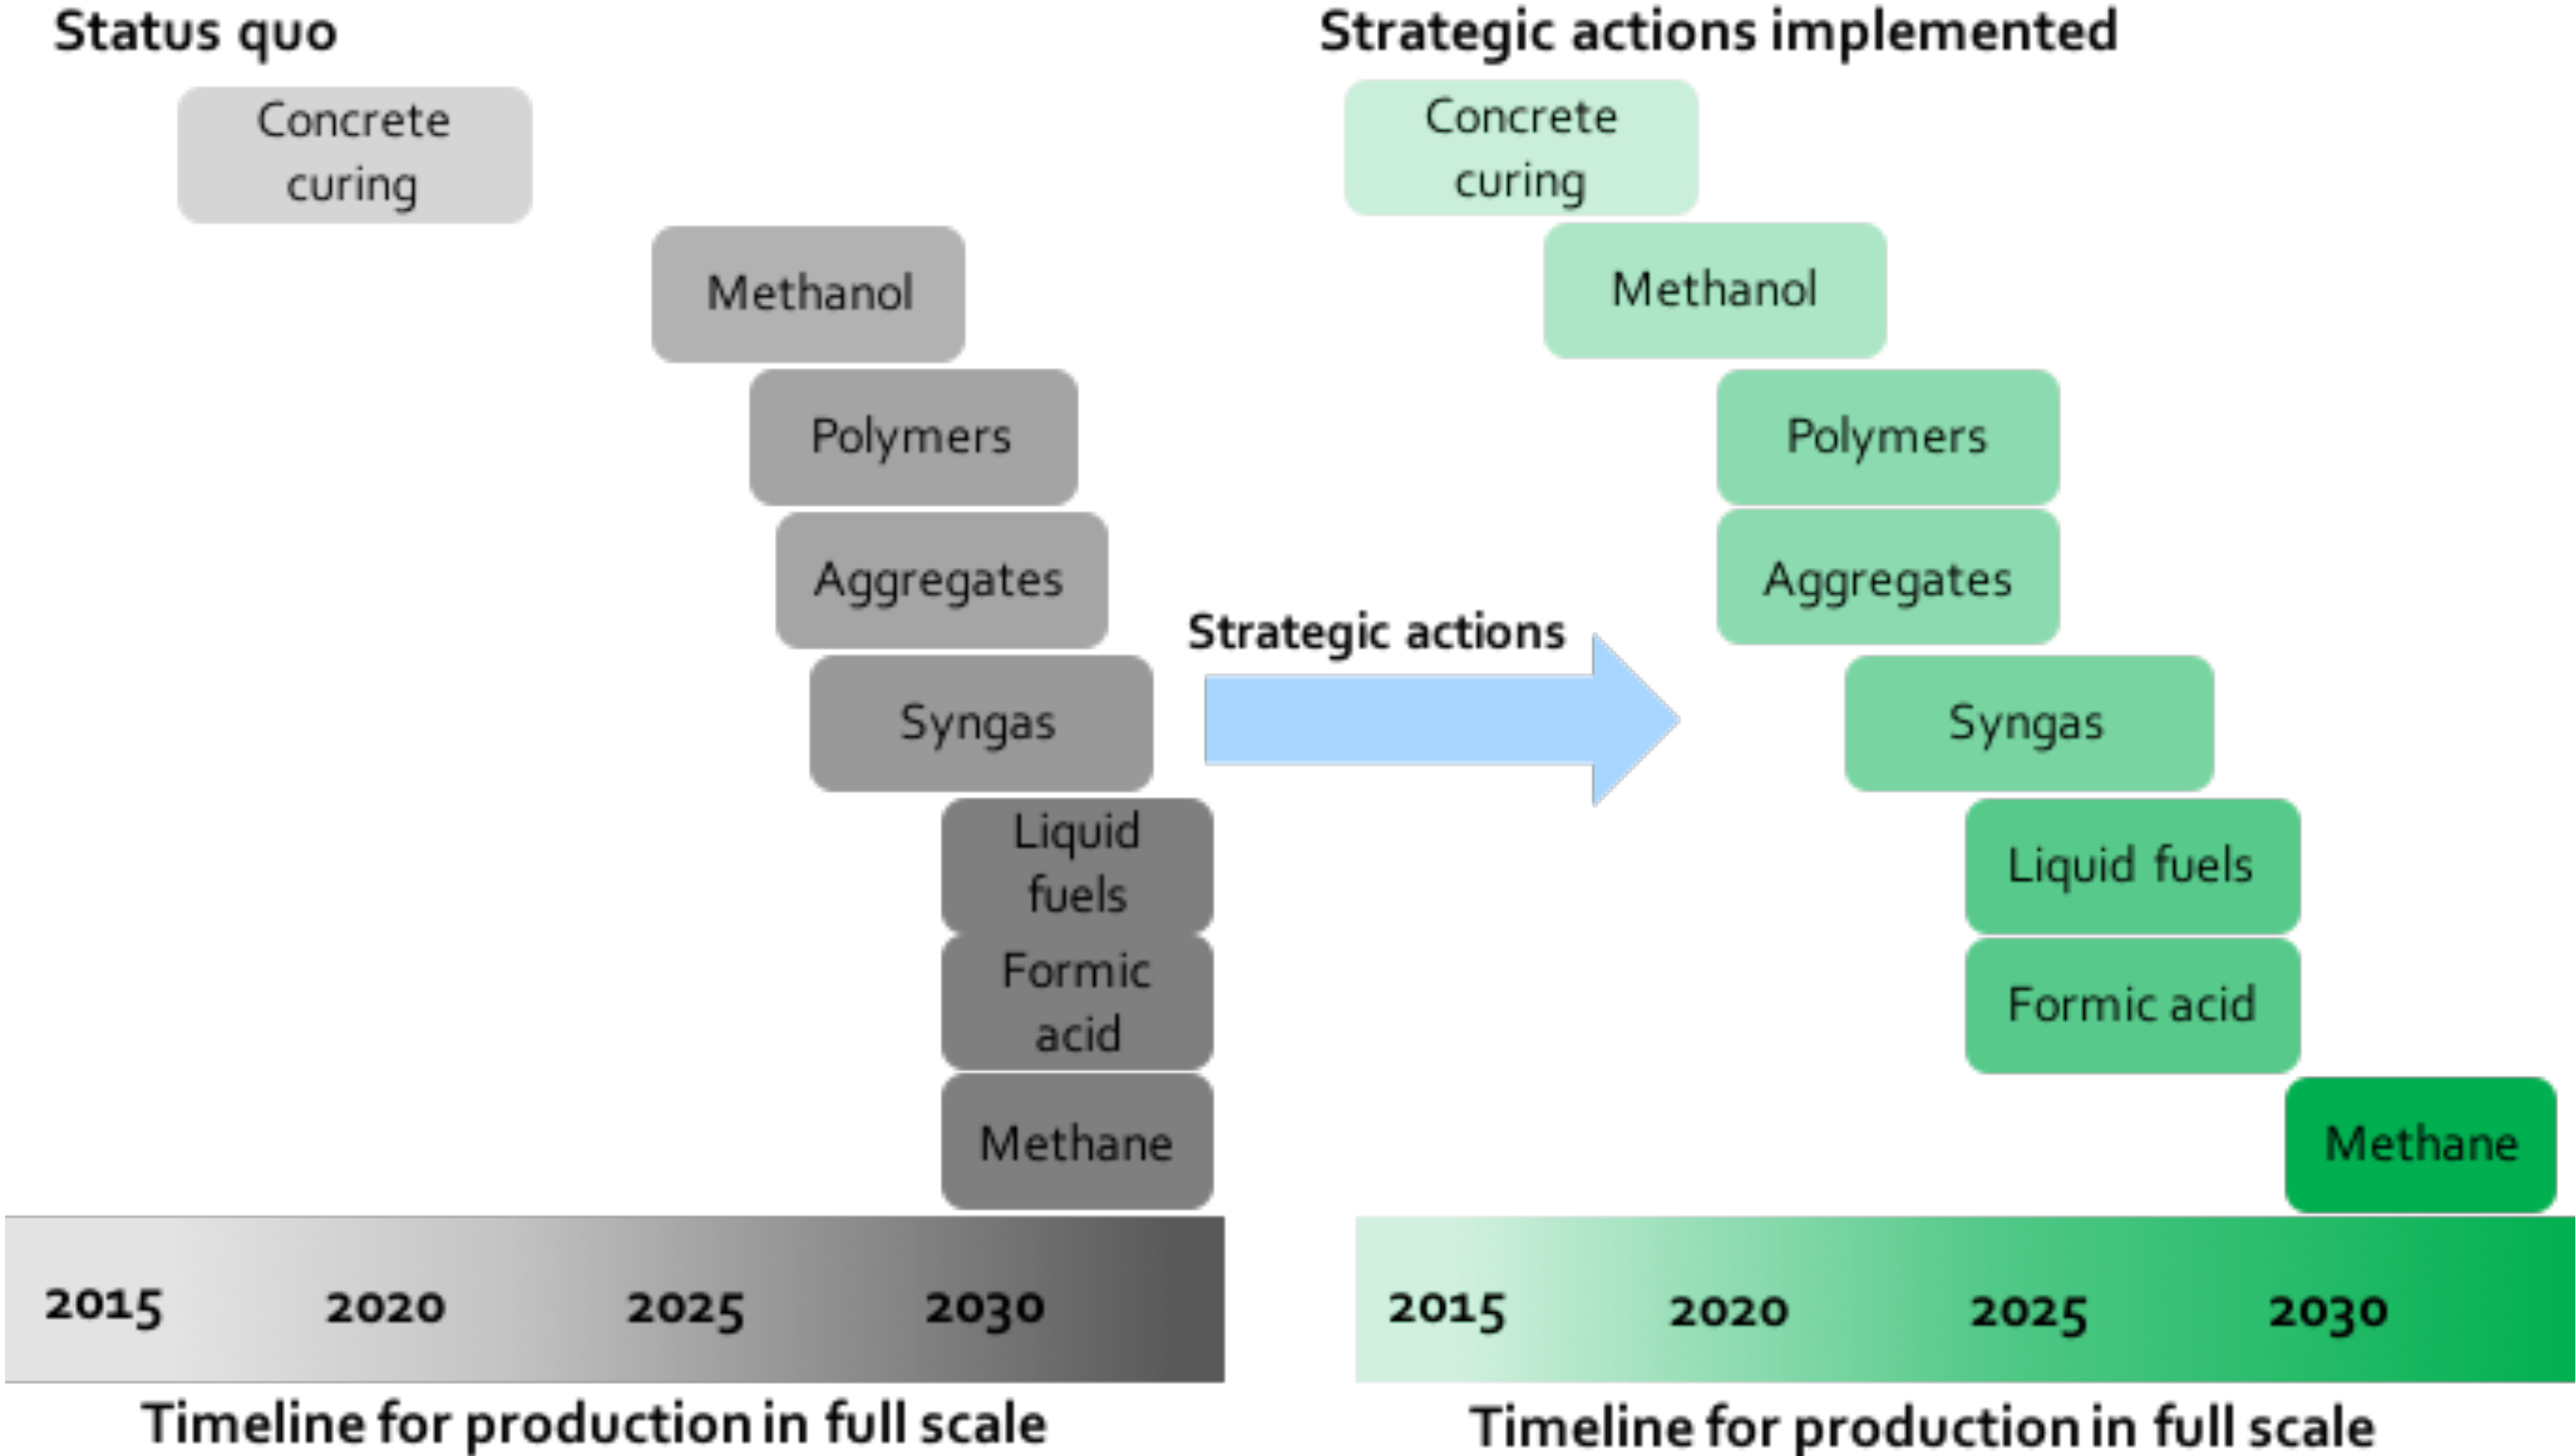 Status quo
Concrete
curing
Methanol
Polymers
Aggregates
Syngas
Liquid
fuels
Formic
acid
Methane
2015 2020 2025 2030
Timeline for production in full scale
Strategic actions
Strategic actions implemented
Concrete
curing
Methanol
Polymers
Aggregates
Syngas
Liquid fuels
Formic acid
Methane
2015 2020 2025 2030
Timeline for production in full scale